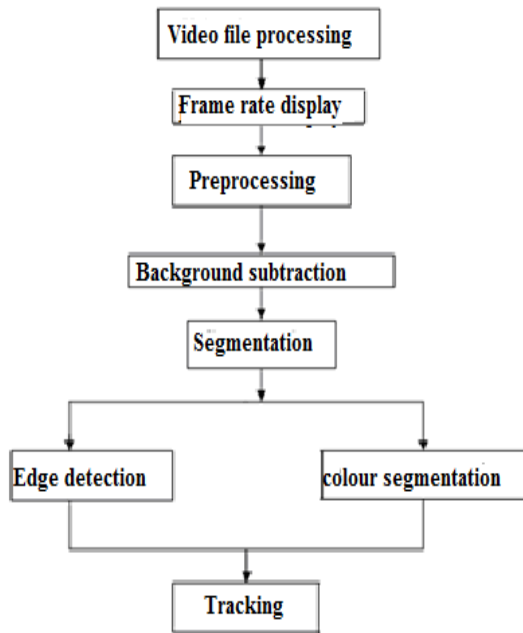 Video file processing
Frame rate display
Preprocessing
Background subtraction
Segmentation
Edge detection
colour segmentation
Tracking